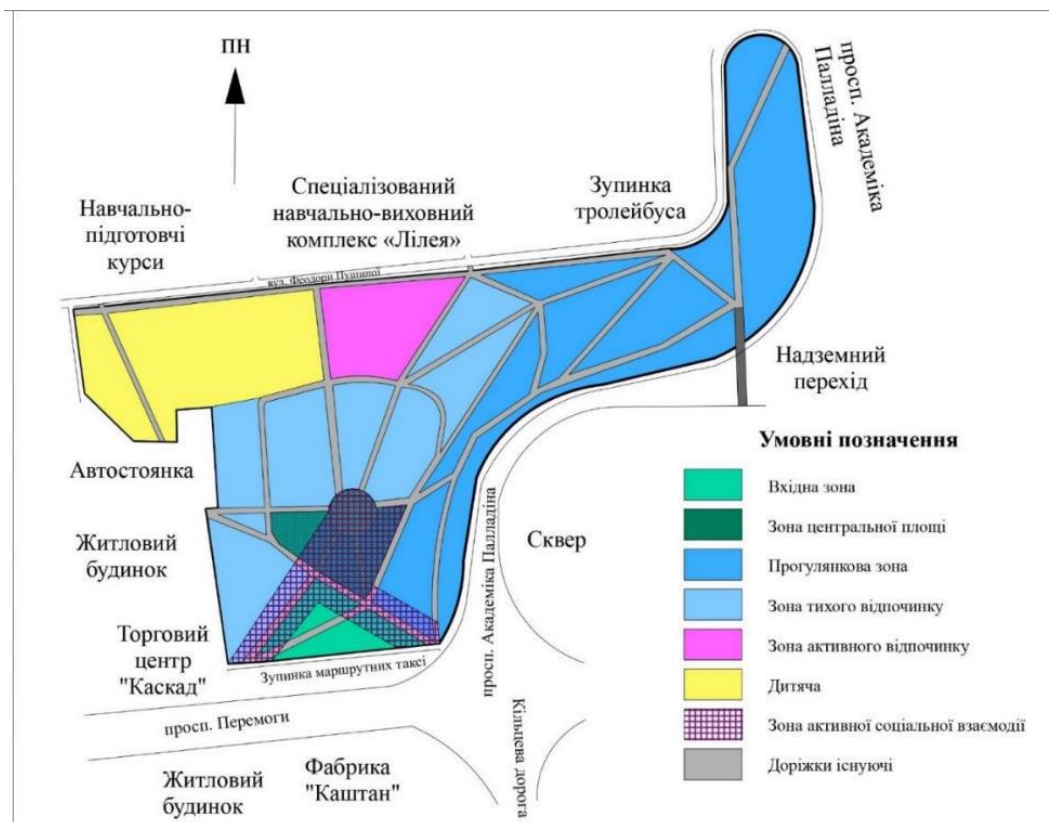 ПН
просп. Академіка
Палладіна
Навчально-
підготовчі
курси
Спеціалізований
навчально-виховний
комплекс «Лілея»
Зупинка
тролейбуса
вул. Феодори Пушиної
Надземний
перехід
Автостоянка
Житловий
будинок
Сквер
просп. Академіка Палладіна
Торговий
центр
"Каскад"
Зупинка маршрутних таксі
просп. Перемоги
Кільцева дорога
Житловий
будинок
Фабрика
"Каштан"
Умовні позначення
Вхідна зона
Зона центральної площі
Прогулянкова зона
Зона тихого відпочинку
Зона активного відпочинку
Дитяча
Зона активної соціальної взаємодії
Доріжки існуючі